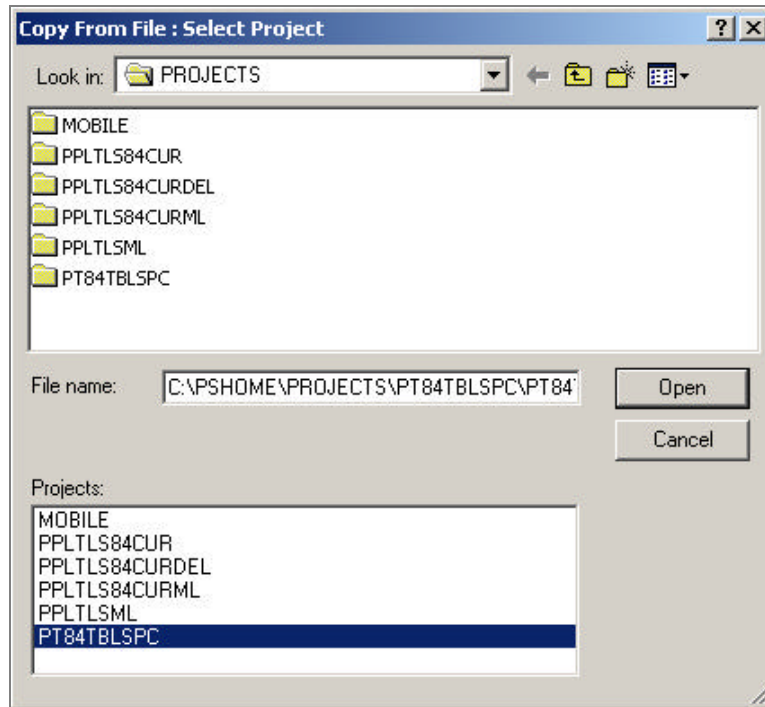 Copy From File : Select Project
Look in: PROJECTS
MOBILE
PPLTLS84CUR
PPLTLS84CURDEL
PPLTLS84CURML
PPLTLSML
PT84TBLSPC
File name: C:\PSHOME\PROJECTS\PT84TBLSPC\PT84 Open
Cancel
Projects:
MOBILE
PPLTLS84CUR
PPLTLS84CURDEL
PPLTLS84CURML
PPLTLSML
PT84TBLSPC